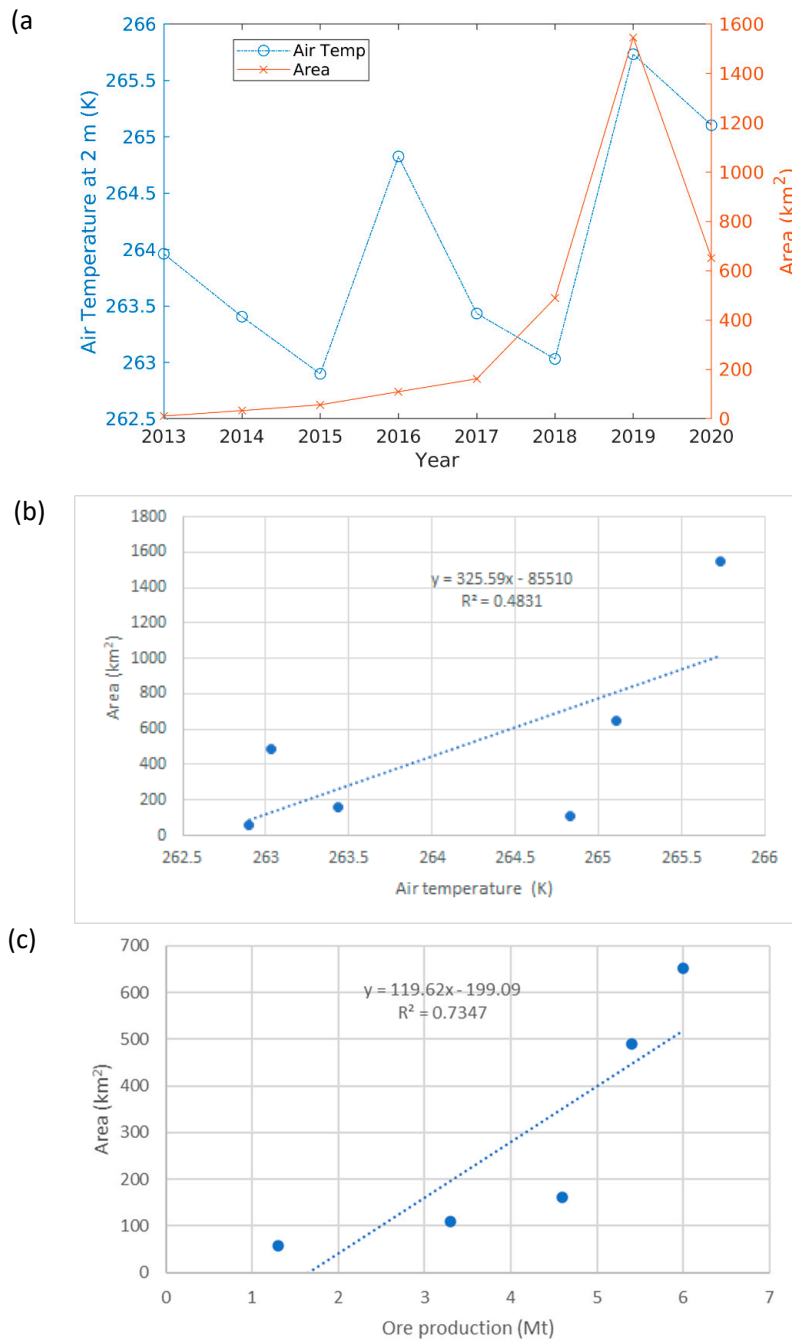 (a
266
265.5
265
264.5
264
263.5
263
262.5
Air Temperature at 2 m (K)
Air Temp
Area
1600
1400
1200
1000
800
600
400
200
0
Area (km²)
2013 2014 2015 2016 2017 2018 2019 2020
Year
(b)
1800
1600
1400
1200
1000
800
600
400
200
0
Area (km²)
y = 325.59x - 85510
R² = 0.4831
262.5 263 263.5 264 264.5 265 265.5 266
Air temperature (K)
(c)
700
600
500
400
300
200
100
0
Area (km²)
y = 119.62x - 199.09
R² = 0.7347
0 1 2 3 4 5 6 7
Ore production (Mt)